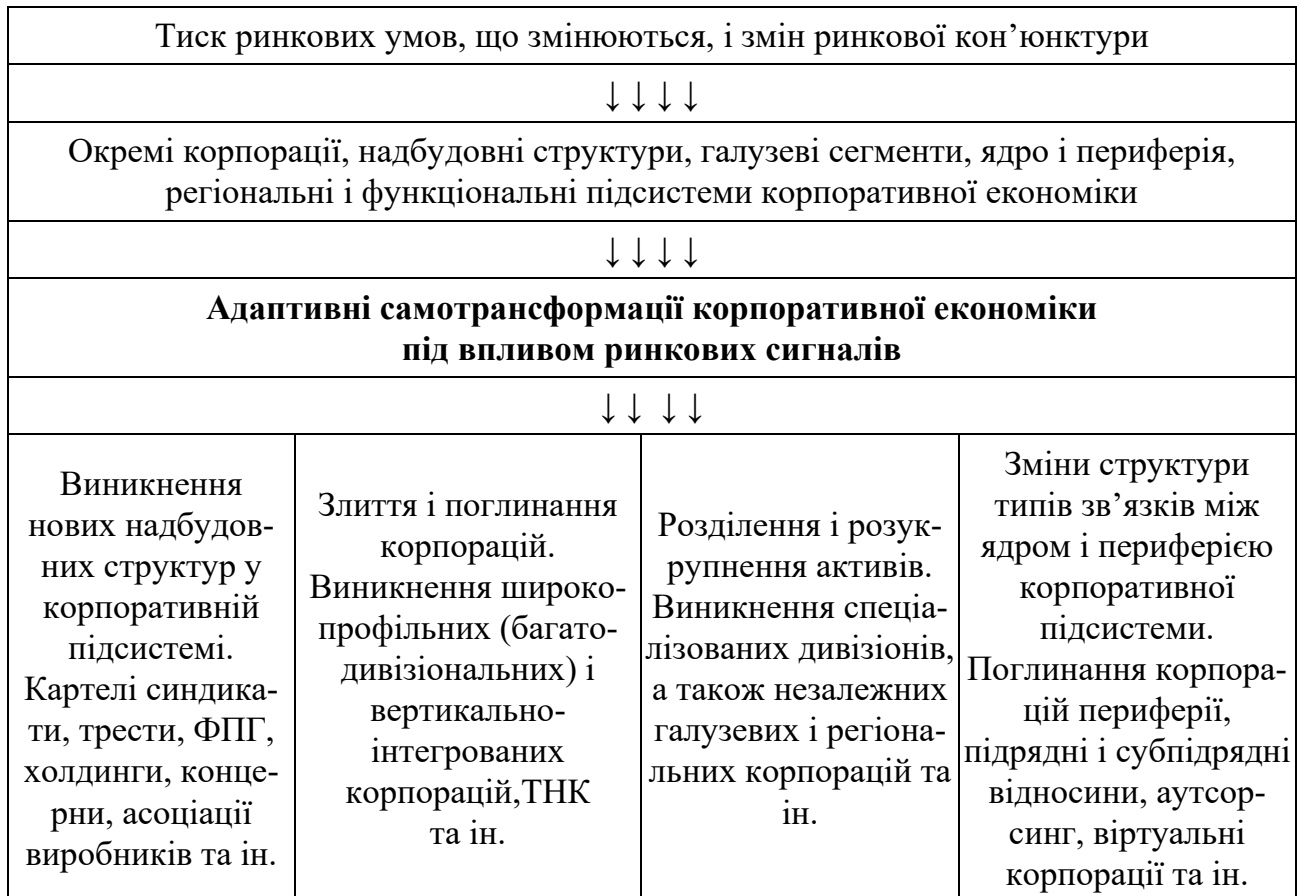 Тиск ринкових умов, що змінюються, і змін ринкової кон’юнктури
↓↓↓↓
Окремі корпорації, надбудовні структури, галузеві сегменти, ядро і периферія,
регіональні і функціональні підсистеми корпоративної економіки
↓↓↓↓
Адаптивні самотрансформації корпоративної економіки
під впливом ринкових сигналів
↓↓ ↓↓
Виникнення
нових надбудов-
них структур у
корпоративній
підсистемі.
Картелі синдика-
ти, трести, ФПГ,
холдинги, конце-
рни, асоціації
виробників та ін.
Злиття і поглинання
корпорацій.
Виникнення широко-
профільних (багато-
дивізіональних) і
вертикально-
інтегрованих
корпорацій,ТНК
та ін.
Розділення і розук-
рупнення активів.
Виникнення спеціа-
лізованих дивізіонів,
а також незалежних
галузевих і регіона-
льних корпорацій та
ін.
Зміни структури
типів зв’язків між
ядром і периферією
корпоративної
підсистеми.
Поглинання корпора-
цій периферії,
підрядні і субпідрядні
відносини, аутсор-
синг, віртуальні
корпорації та ін.